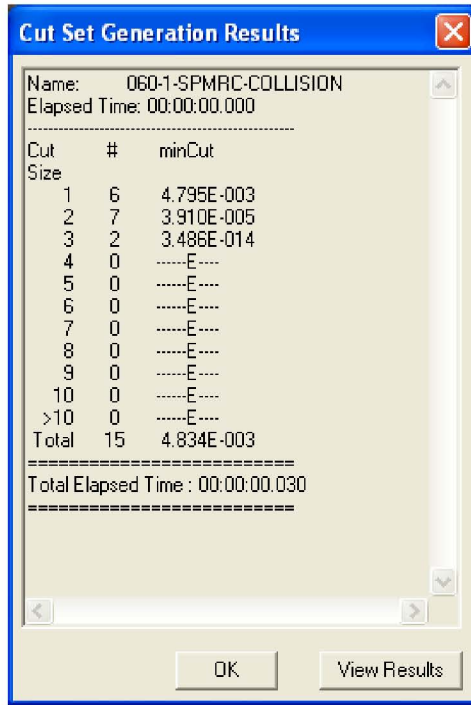 Cut Set Generation Results
Name: 060-1-SPMRC-COLLISION
Elapsed Time: 00:00:00.000
--------------------------------------------------
Cut # minCut
Size
1 6 4.795E-003
2 7 3.910E-005
3 2 3.486E-014
4 0 ------E----
5 0 ------E----
6 0 ------E----
7 0 ------E----
8 0 ------E----
9 0 ------E----
10 0 ------E----
>10 0 ------E----
Total 15 4.834E-003
==========================
Total Elapsed Time : 00:00:00.030
==========================
OK View Results